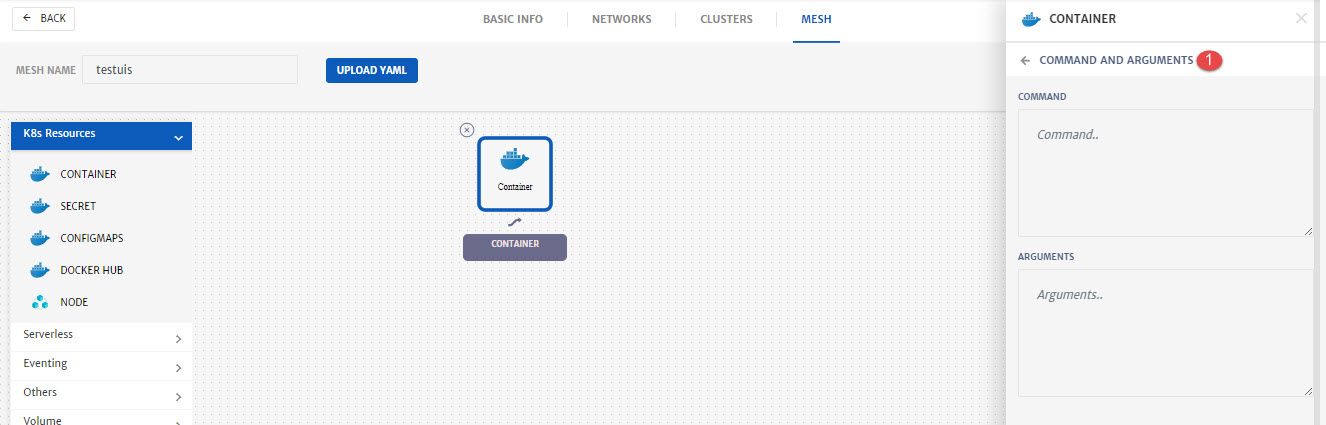 BACK
BASIC INFO
NETWORKS
CLUSTERS
MESH
MESH NAME
testuis
UPLOAD YAML
K8s Resources
CONTAINER
SECRET
CONFIGMAPS
DOCKER HUB
NODE
Serverless
Eventing
Others
Volume
Container
CONTAINER
CONTAINER
COMMAND AND ARGUMENTS 1
COMMAND
Command..
ARGUMENTS
Arguments..